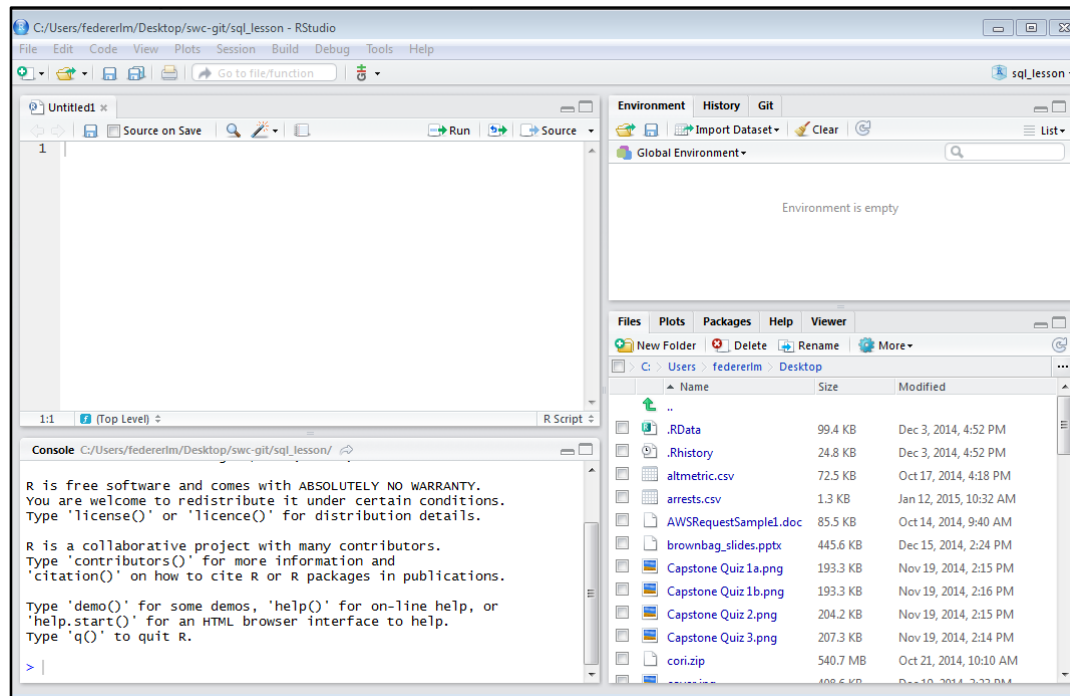 C:/Users/federerlm/Desktop/swc-git/sql_lesson - RStudio
File Edit Code View Plots Session Build Debug Tools Help
Go to file/function
sql_lesson
Untitled1
Source on Save
Run
Source
1
1:1
(Top Level)
R Script
Console C:/Users/federerlm/Desktop/swc-git/sql_lesson/
R is free software and comes with ABSOLUTELY NO WARRANTY.
You are welcome to redistribute it under certain conditions.
Type 'license()' or 'licence()' for distribution details.
R is a collaborative project with many contributors.
Type 'contributors()' for more information and
'citation()' on how to cite R or R packages in publications.
Type 'demo()' for some demos, 'help()' for on-line help, or
'help.start()' for an HTML browser interface to help.
Type 'q()' to quit R.
>
Environment History Git
Import Dataset Clear
List
Global Environment
Environment is empty
Files Plots Packages Help Viewer
New Folder Delete Rename More
C: Users federerlm Desktop
...
Name Size Modified
..
.RData 99.4 KB Dec 3, 2014, 4:52 PM
.Rhistory 24.8 KB Dec 3, 2014, 4:52 PM
altmetric.csv 72.5 KB Oct 17, 2014, 4:18 PM
arrests.csv 1.3 KB Jan 12, 2015, 10:32 AM
AWSRequestSample1.doc 85.5 KB Oct 14, 2014, 9:40 AM
brownbag_slides.pptx 445.6 KB Dec 15, 2014, 2:24 PM
Capstone Quiz 1a.png 193.3 KB Nov 19, 2014, 2:15 PM
Capstone Quiz 1b.png 193.3 KB Nov 19, 2014, 2:16 PM
Capstone Quiz 2.png 204.2 KB Nov 19, 2014, 2:15 PM
Capstone Quiz 3.png 207.3 KB Nov 19, 2014, 2:14 PM
cori.zip 540.7 MB Oct 21, 2014, 10:10 AM